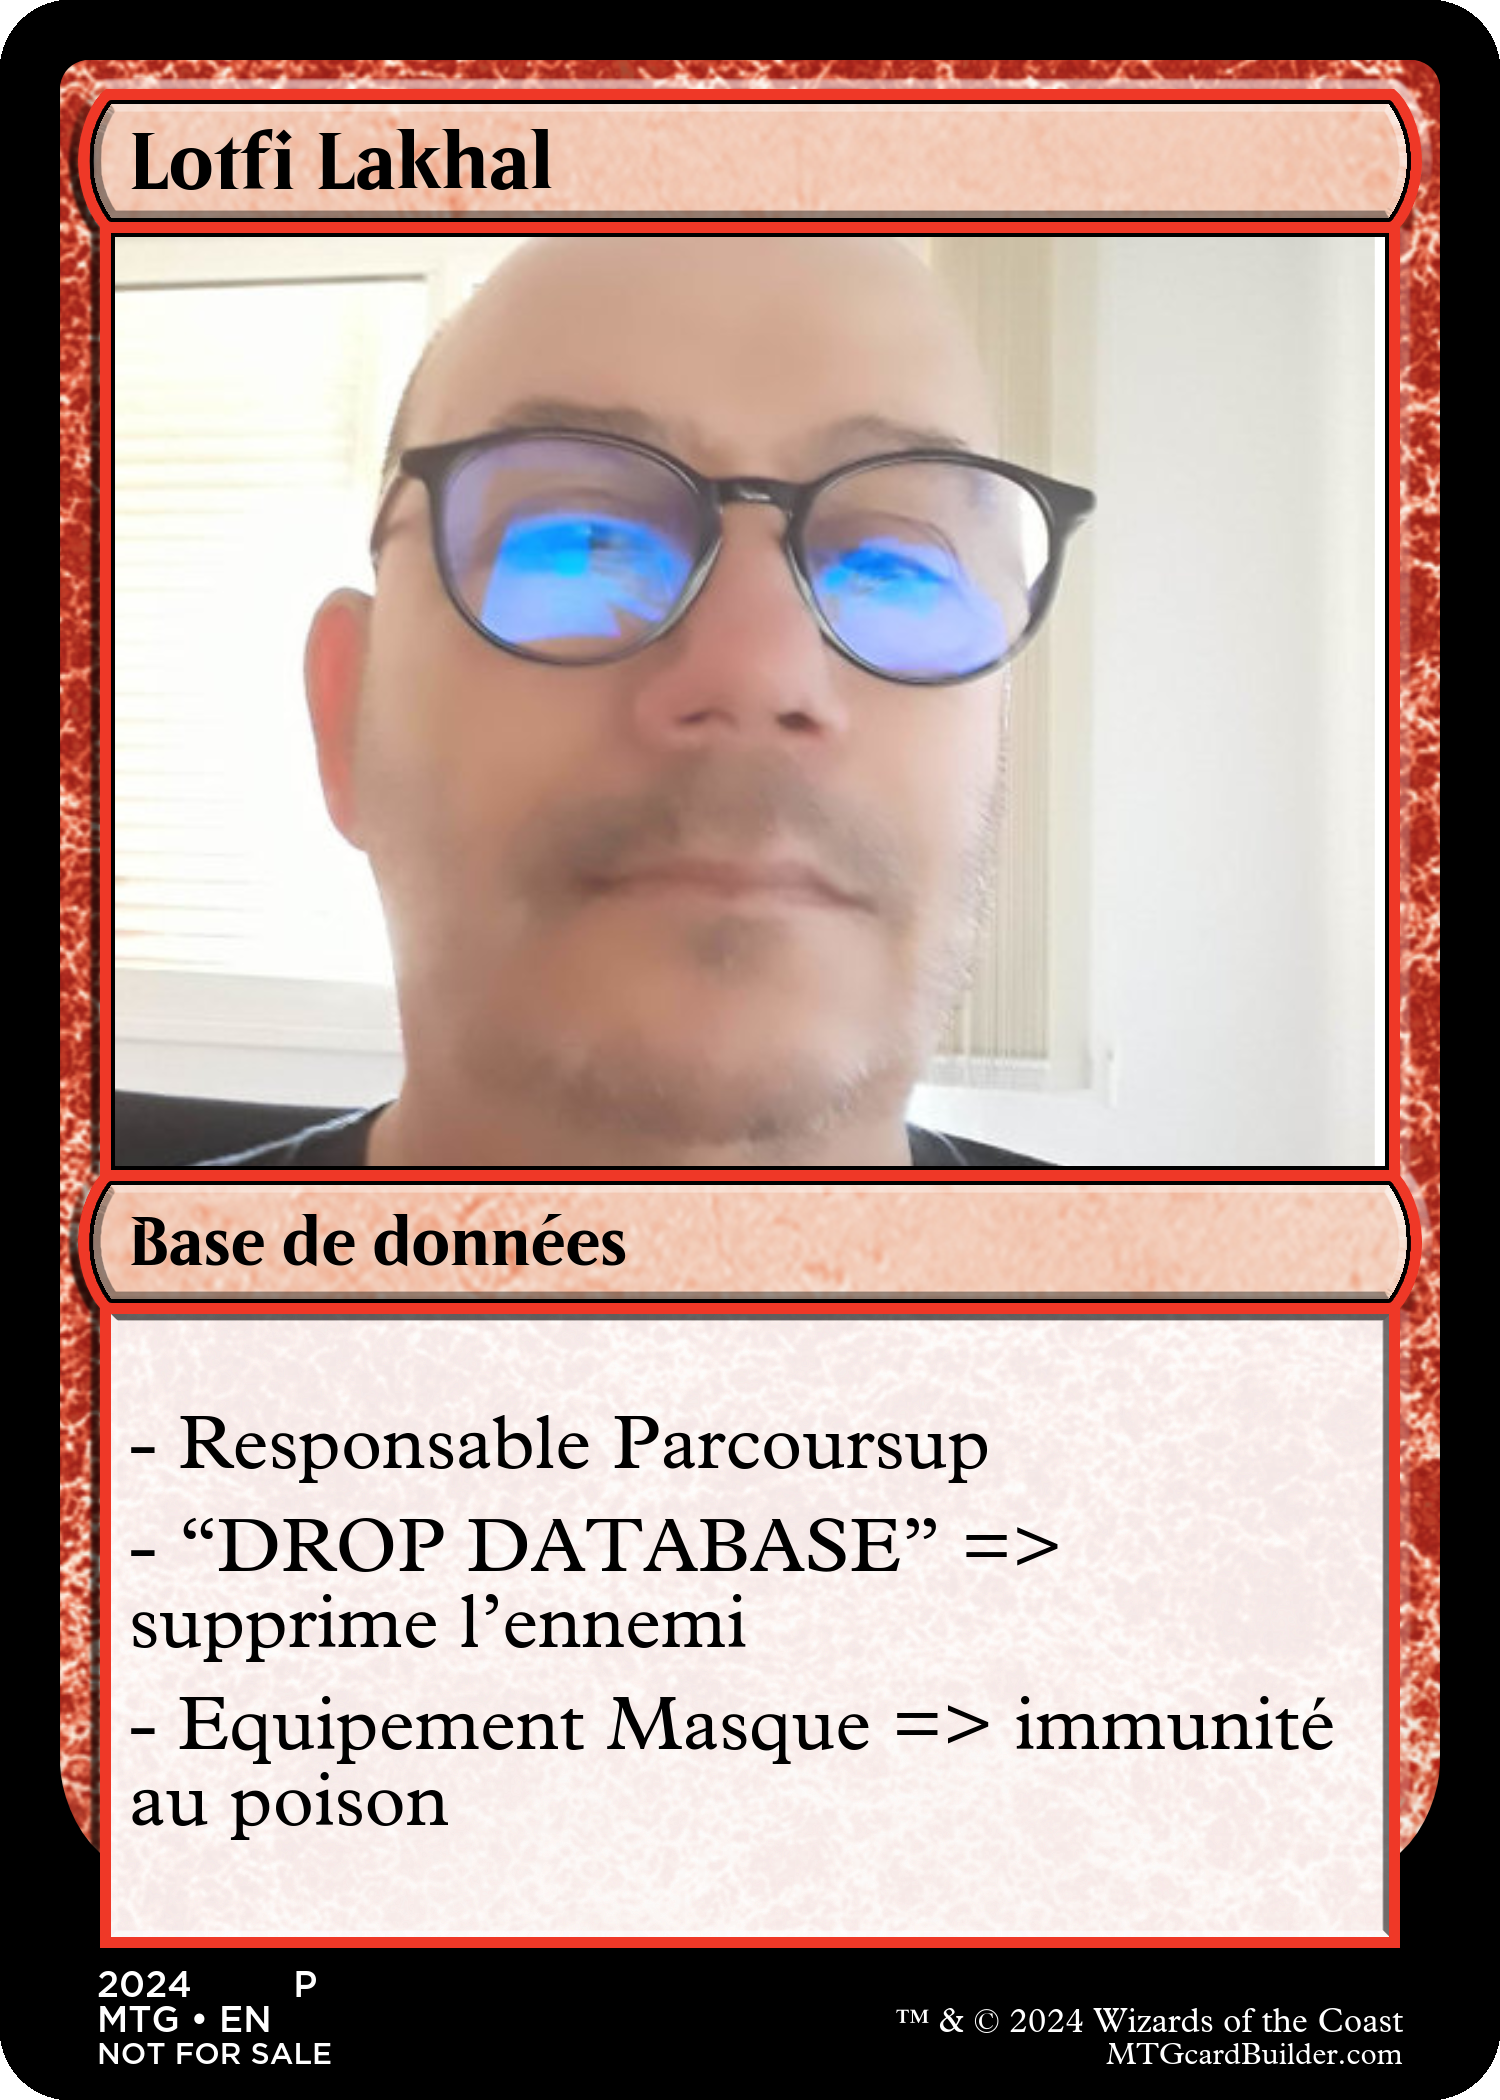 Lotfi Lakhal
Base de données
- Responsable Parcoursup
- “DROP DATABASE” =>
supprime l’ennemi
- Equipement Masque => immunité
au poison
2024 P
MTG • EN
NOT FOR SALE
™ & © 2024 Wizards of the Coast
MTGcardBuilder.com